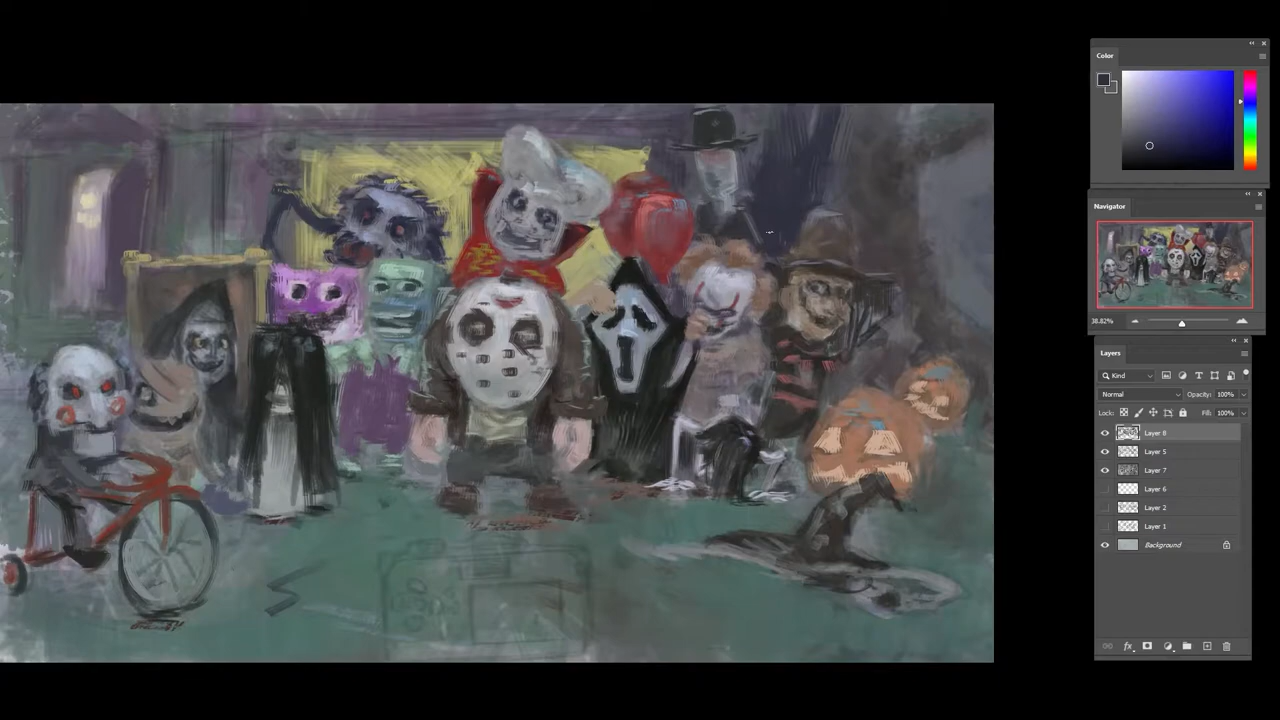 Color
Navigator
38.82%
Layers
Kind
Normal
Opacity: 100%
Lock:
Fill: 100%
Layer 8
Layer 5
Layer 7
Layer 6
Layer 2
Layer 1
Background
fx